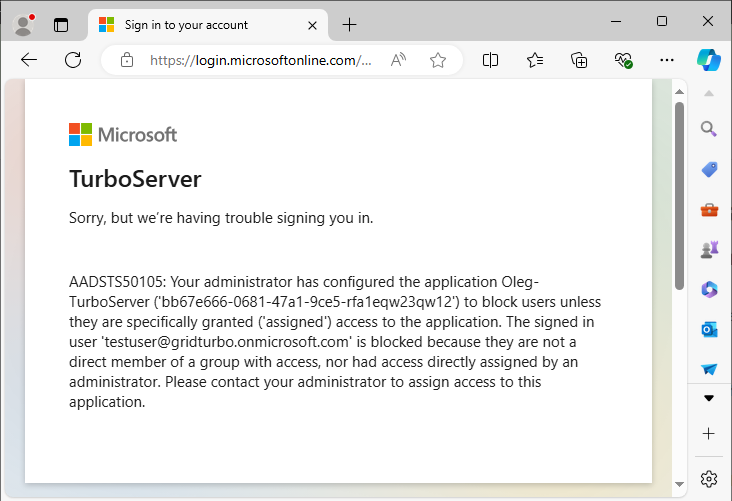 Sign in to your account
https://login.microsoftonline.com/...
Microsoft
TurboServer
Sorry, but we're having trouble signing you in.
AADSTS50105: Your administrator has configured the application Oleg-
TurboServer ('bb67e666-0681-47a1-9ce5-rfa1eqw23qw12') to block users unless
they are specifically granted ('assigned') access to the application. The signed in
user 'testuser@gridturbo.onmicrosoft.com' is blocked because they are not a
direct member of a group with access, nor had access directly assigned by an
administrator. Please contact your administrator to assign access to this
application.